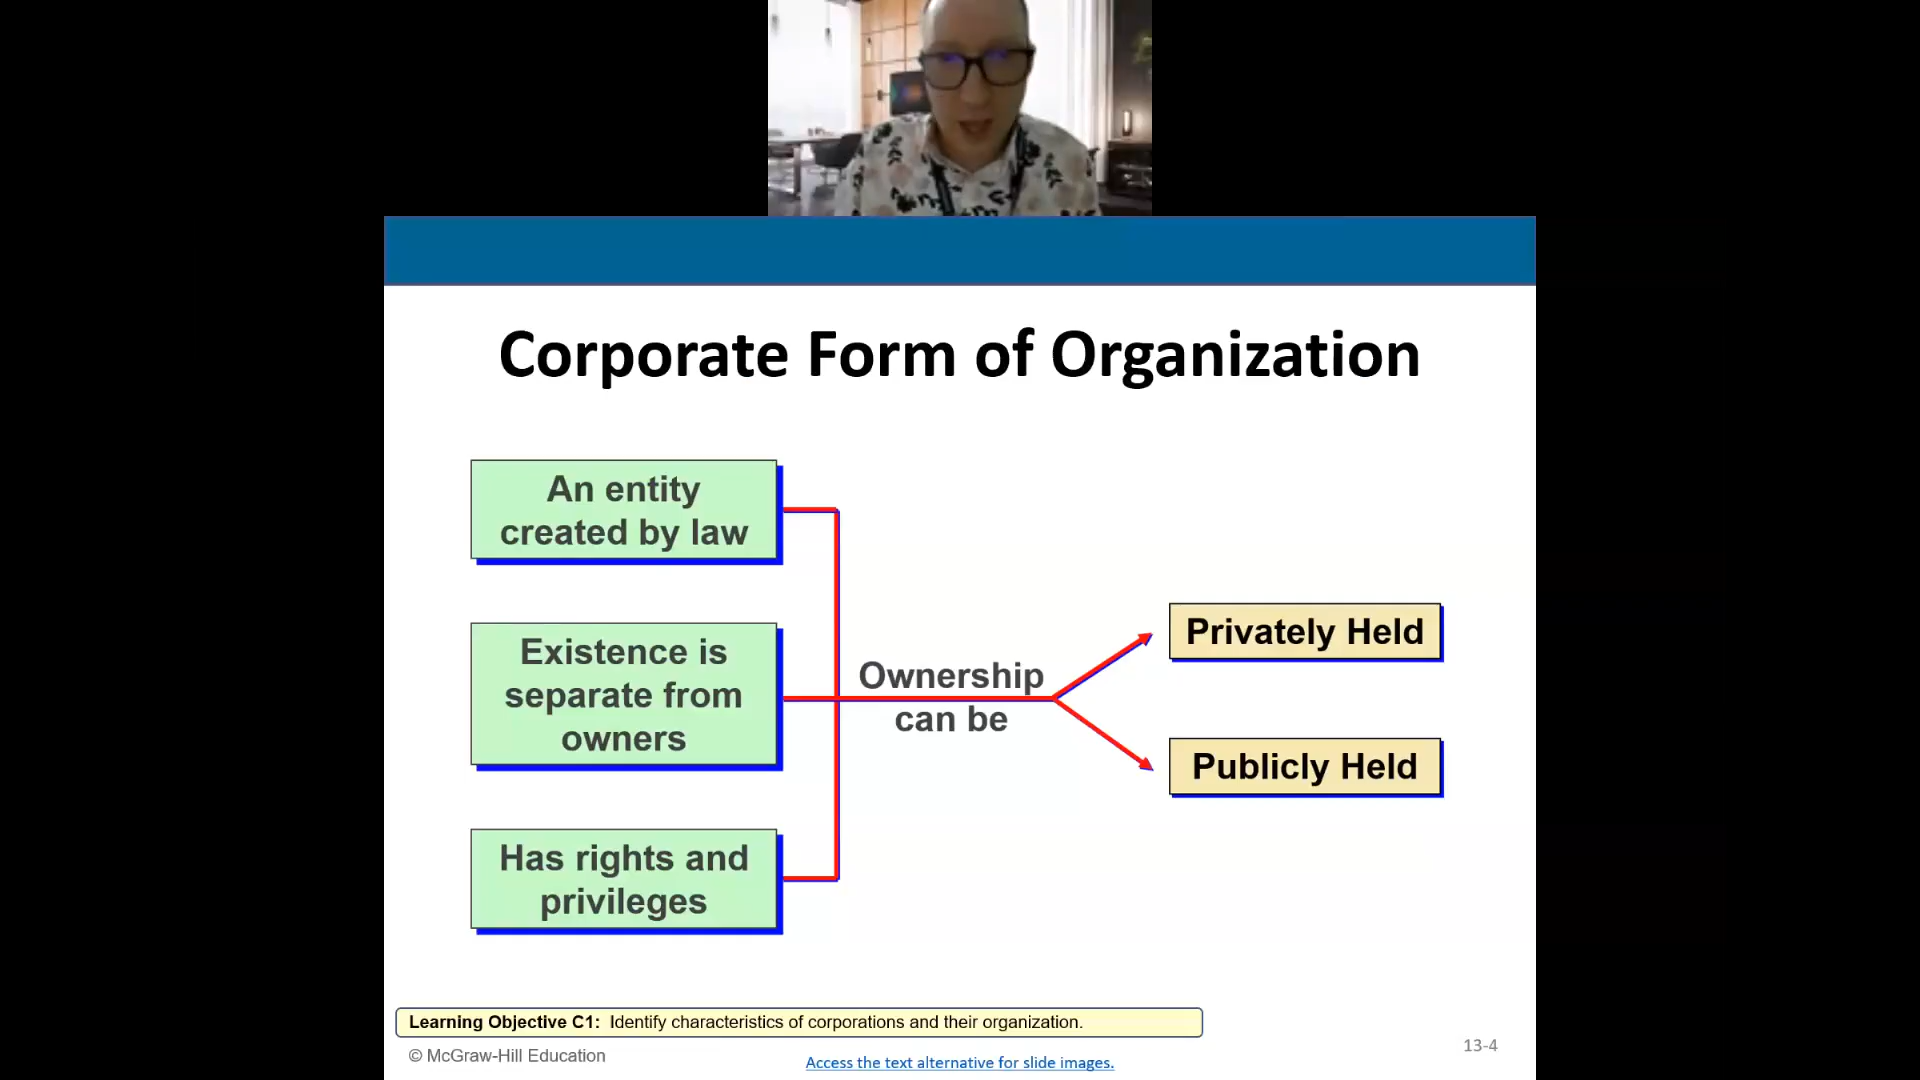 Corporate Form of Organization
An entity
created by law
Existence is
separate from
owners
Has rights and
privileges
Ownership
can be
Privately Held
Publicly Held
Learning Objective C1: Identify characteristics of corporations and their organization.
© McGraw-Hill Education
Access the text alternative for slide images.
13-4